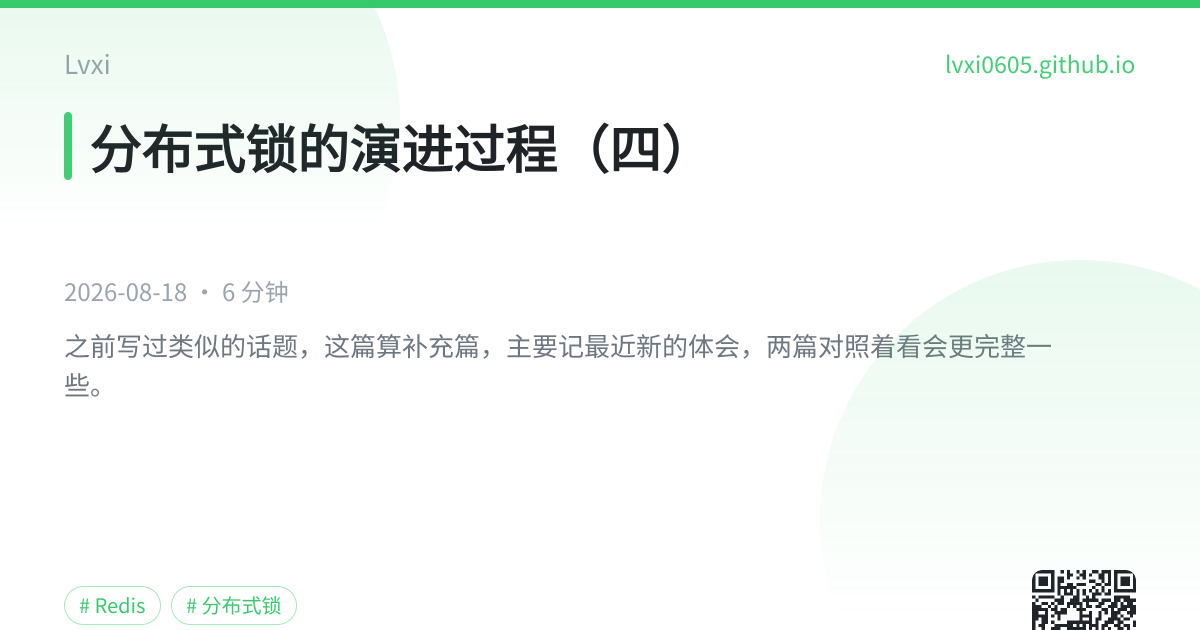 Lvxi
lvxi0605.github.io
分布式锁的演进过程（四）
2026-08-18 · 6 分钟
之前写过类似的话题，这篇算补充篇，主要记最近新的体会，两篇对照着看会更完整一
些。
# Redis
# 分布式锁